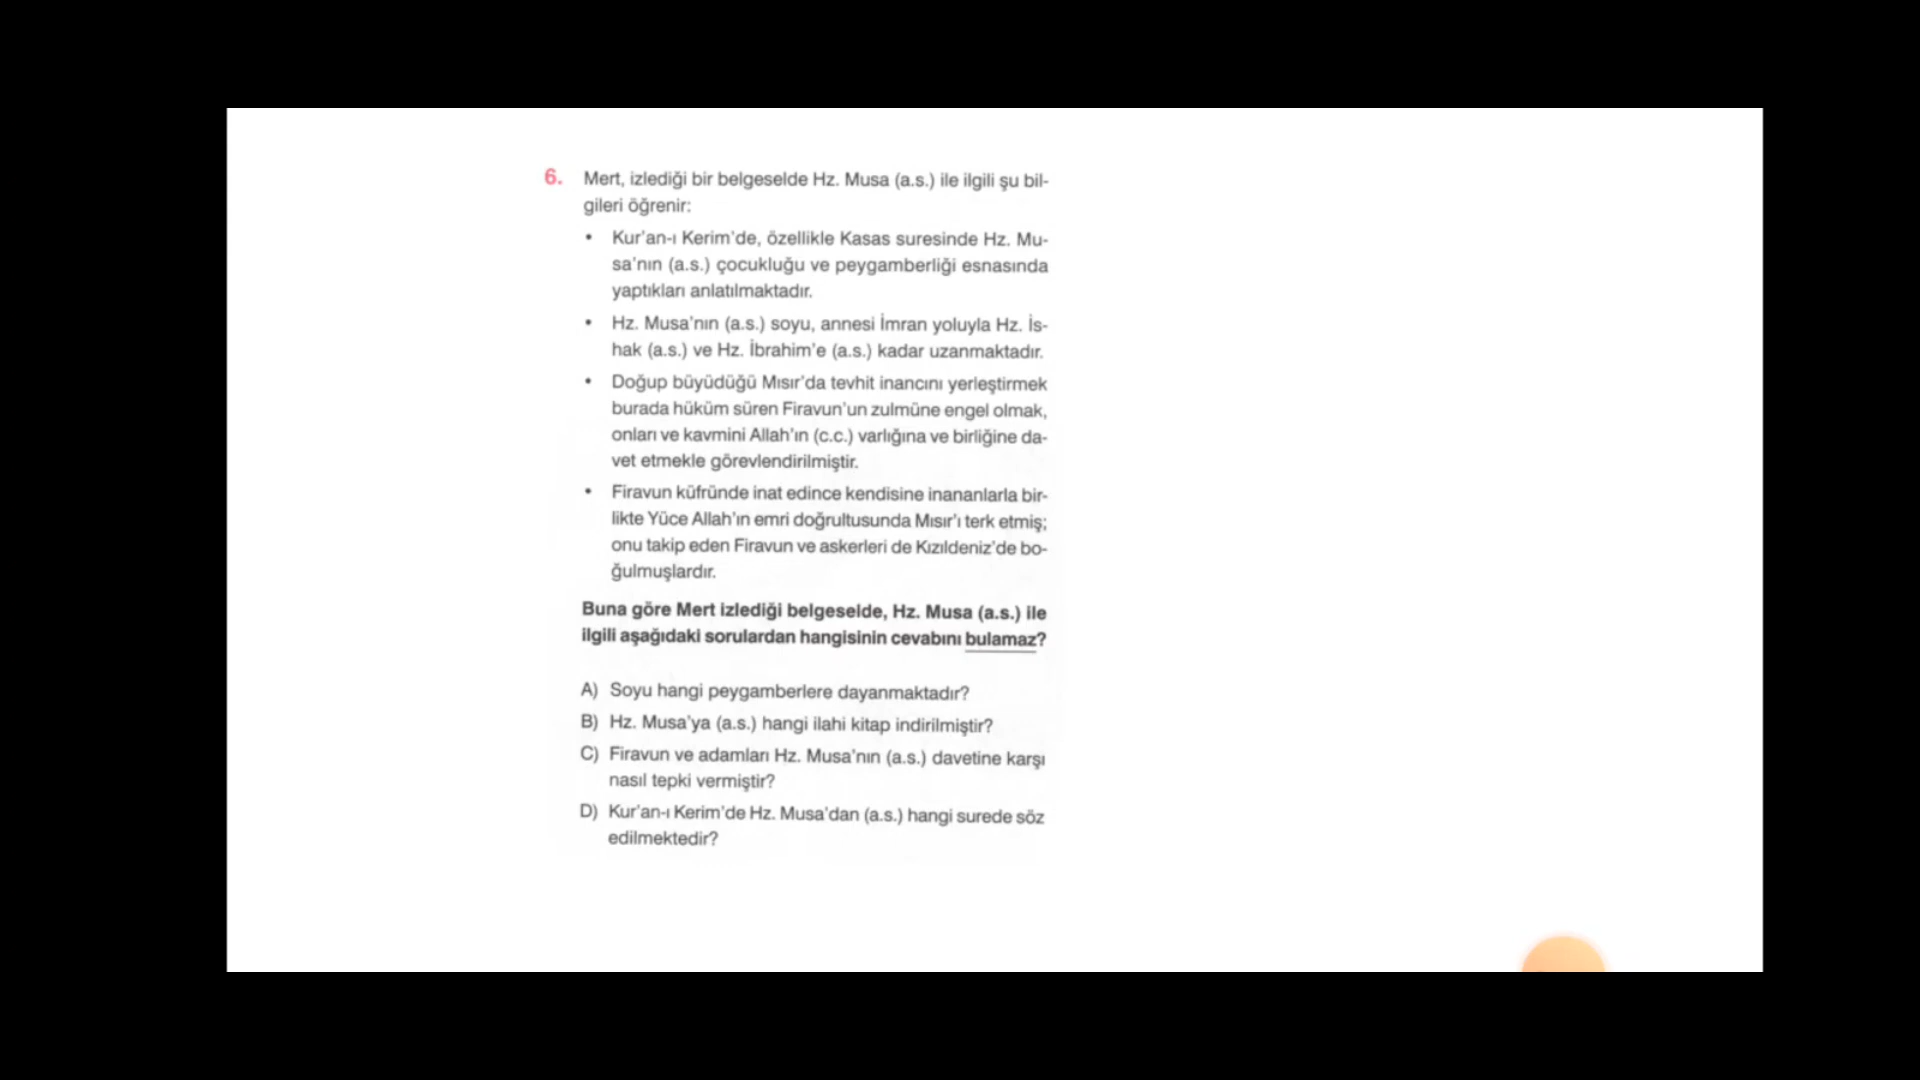 6. Mert, izlediği bir belgeselde Hz. Musa (a.s.) ile ilgili şu bil-
gileri öğrenir:
• Kur'an-ı Kerim'de, özellikle Kasas suresinde Hz. Mu-
sa'nın (a.s.) çocukluğu ve peygamberliği esnasında
yaptıkları anlatılmaktadır.
• Hz. Musa'nın (a.s.) soyu, annesi İmran yoluyla Hz. İs-
hak (a.s.) ve Hz. İbrahim'e (a.s.) kadar uzanmaktadır.
• Doğup büyüdüğü Mısır'da tevhit inancını yerleştirmek
burada hüküm süren Firavun'un zulmüne engel olmak,
onları ve kavmini Allah'ın (c.c.) varlığına ve birliğine da-
vet etmekle görevlendirilmiştir.
• Firavun küfründe inat edince kendisine inananlarla bir-
likte Yüce Allah'ın emri doğrultusunda Mısır'ı terk etmiş;
onu takip eden Firavun ve askerleri de Kızıldeniz'de bo-
ğulmuşlardır.
Buna göre Mert izlediği belgeselde, Hz. Musa (a.s.) ile
ilgili aşağıdaki sorulardan hangisinin cevabını bulamaz?
A) Soyu hangi peygamberlere dayanmaktadır?
B) Hz. Musa'ya (a.s.) hangi ilahi kitap indirilmiştir?
C) Firavun ve adamları Hz. Musa'nın (a.s.) davetine karşı
nasıl tepki vermiştir?
D) Kur'an-ı Kerim'de Hz. Musa'dan (a.s.) hangi surede söz
edilmektedir?